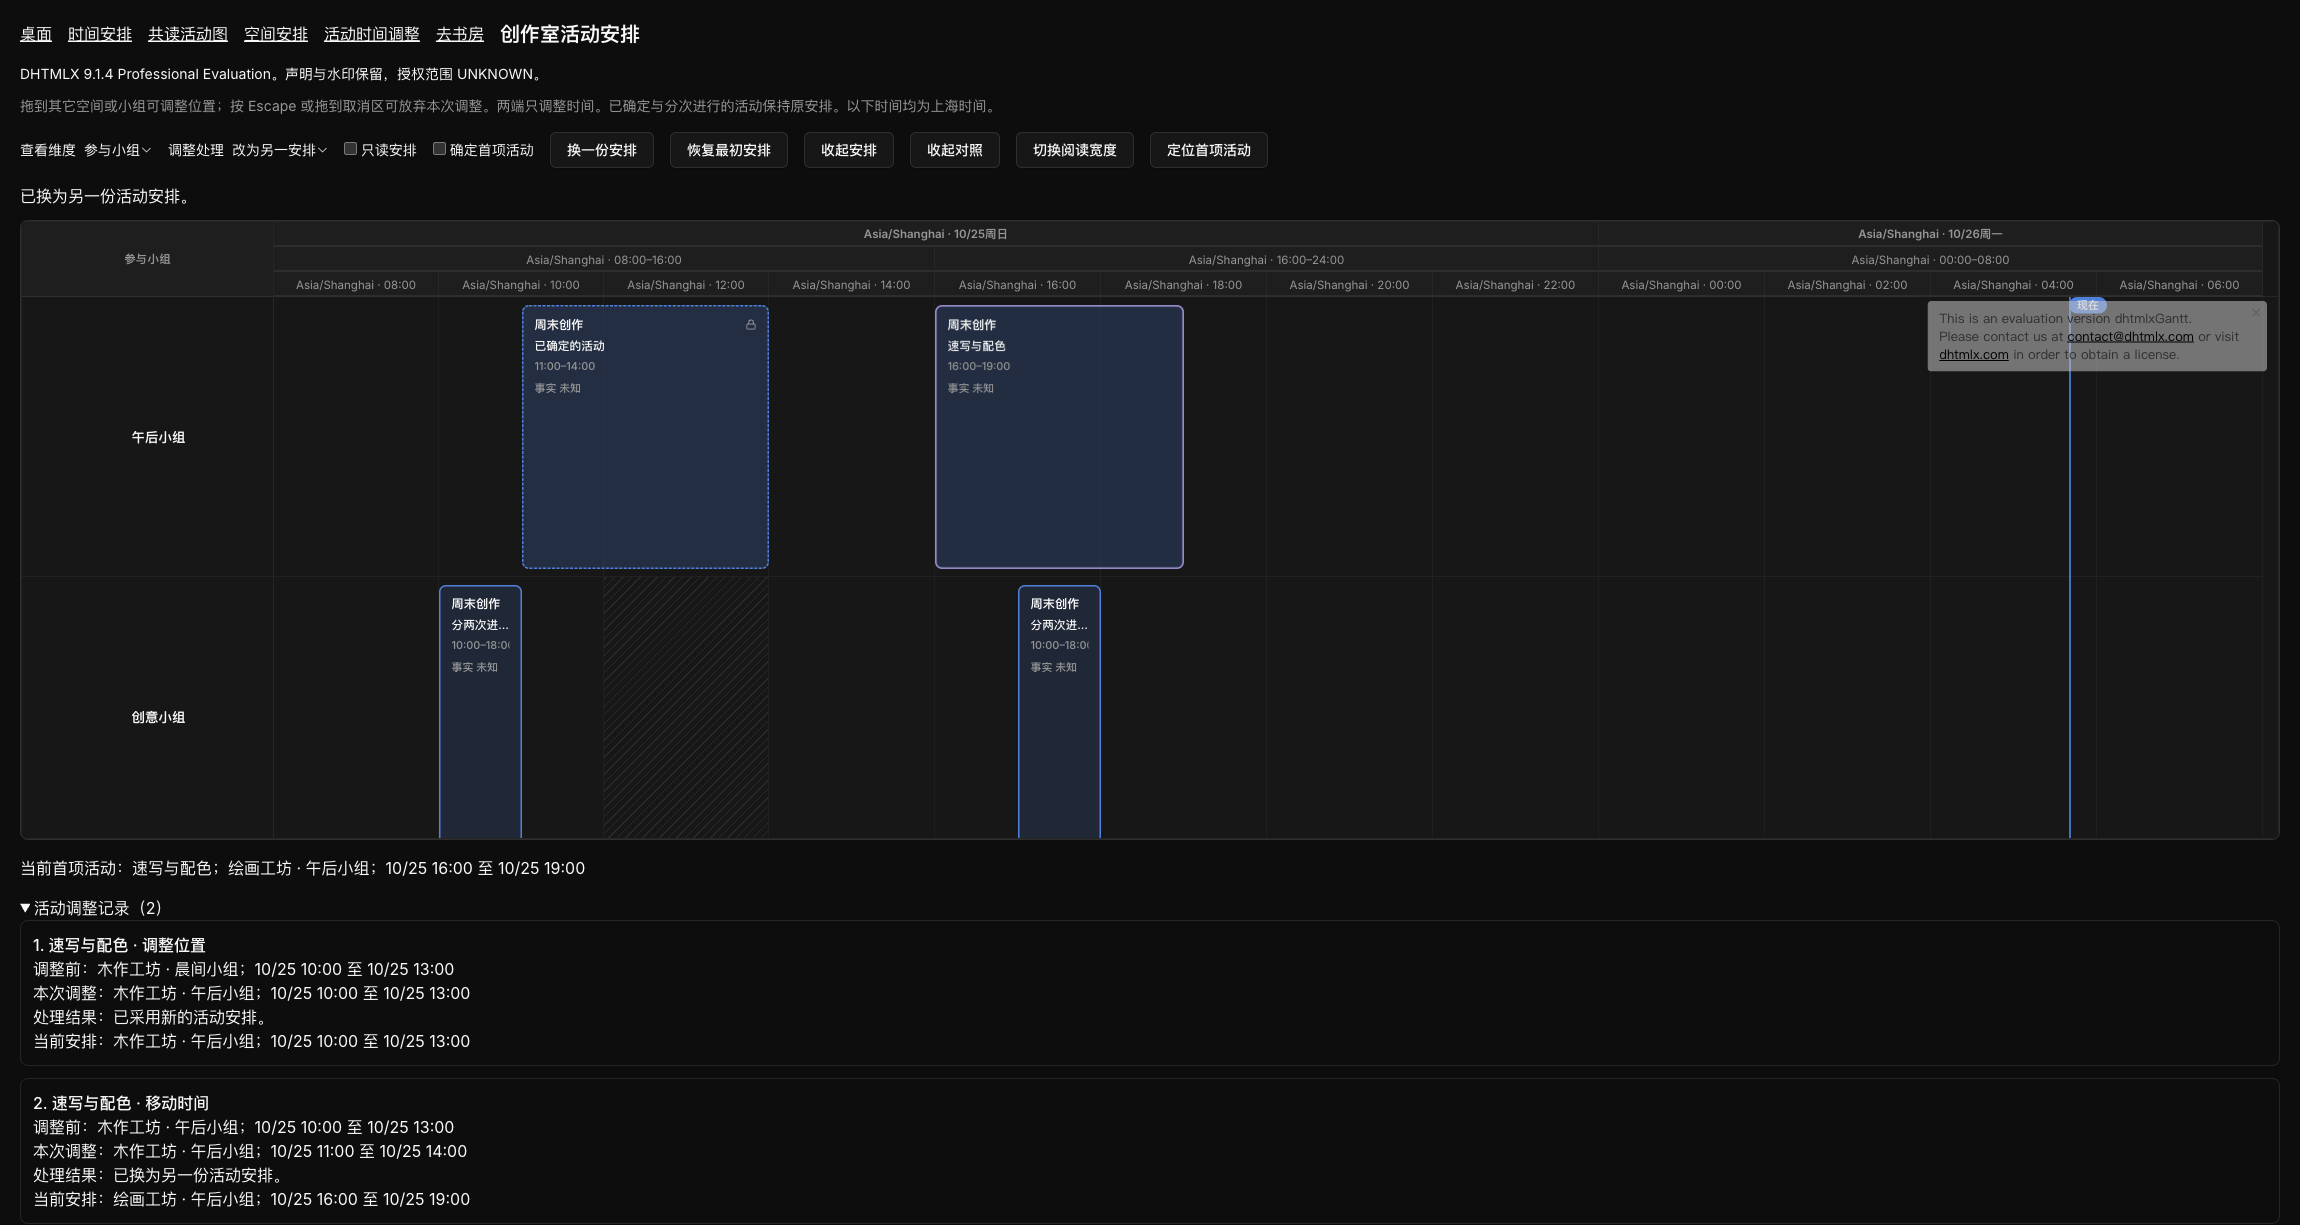 桌面 时间安排 共读活动图 空间安排 活动时间调整 去书房 创作室活动安排
DHTMLX 9.1.4 Professional Evaluation。声明与水印保留，授权范围 UNKNOWN。
拖到其它空间或小组可调整位置；按 Escape 或拖到取消区可放弃本次调整。两端只调整时间。已确定与分次进行的活动保持原安排。以下时间均为上海时间。
查看维度 参与小组 调整处理 改为另一安排 只读安排 确定首项活动 换一份安排 恢复最初安排 收起安排 收起对照 切换阅读宽度 定位首项活动
已换为另一份活动安排。
参与小组
Asia/Shanghai · 10/25周日 Asia/Shanghai · 10/26周一
Asia/Shanghai · 08:00–16:00 Asia/Shanghai · 16:00–24:00 Asia/Shanghai · 00:00–08:00
Asia/Shanghai · 08:00 Asia/Shanghai · 10:00 Asia/Shanghai · 12:00 Asia/Shanghai · 14:00 Asia/Shanghai · 16:00 Asia/Shanghai · 18:00 Asia/Shanghai · 20:00 Asia/Shanghai · 22:00 Asia/Shanghai · 00:00 Asia/Shanghai · 02:00 Asia/Shanghai · 04:00 Asia/Shanghai · 06:00
午后小组
周末创作
已确定的活动
11:00–14:00
事实 未知
周末创作
速写与配色
16:00–19:00
事实 未知
现在
This is an evaluation version dhtmlxGantt.
Please contact us at contact@dhtmlx.com or visit
dhtmlx.com in order to obtain a license.
创意小组
周末创作
分两次进...
10:00–18:00
事实 未知
周末创作
分两次进...
10:00–18:00
事实 未知
当前首项活动：速写与配色；绘画工坊 · 午后小组；10/25 16:00 至 10/25 19:00
活动调整记录（2）
1. 速写与配色 · 调整位置
调整前：木作工坊 · 晨间小组；10/25 10:00 至 10/25 13:00
本次调整：木作工坊 · 午后小组；10/25 10:00 至 10/25 13:00
处理结果：已采用新的活动安排。
当前安排：木作工坊 · 午后小组；10/25 10:00 至 10/25 13:00
2. 速写与配色 · 移动时间
调整前：木作工坊 · 午后小组；10/25 10:00 至 10/25 13:00
本次调整：木作工坊 · 午后小组；10/25 11:00 至 10/25 14:00
处理结果：已换为另一份活动安排。
当前安排：绘画工坊 · 午后小组；10/25 16:00 至 10/25 19:00